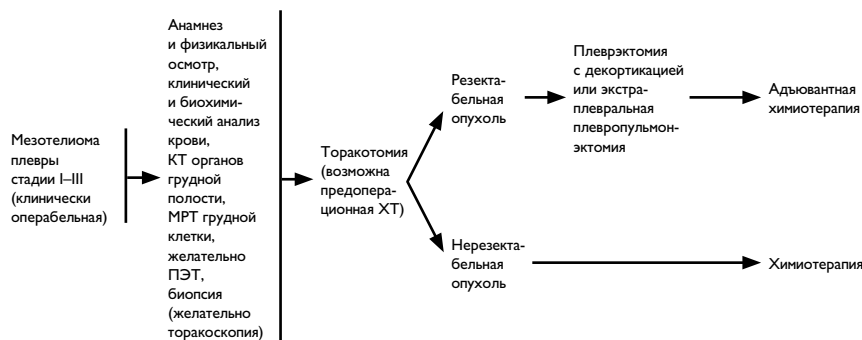 Мезотелиома
плевры
стадии I–III
(клинически
операбельная)
Анамнез
и физикальный
осмотр,
клинический
и биохими-
ческий анализ
крови,
КТ органов
грудной
полости,
МРТ грудной
клетки,
желательно
ПЭТ,
биопсия
(желательно
торакоскопия)
Торакотомия
(возможна
предопера-
ционная ХТ)
Резекта-
бельная
опухоль
Плеврэктомия
с декортикацией
или экстра-
плевральная
плевропульмон-
эктомия
Адъювантная
химиотерапия
Нерезекта-
бельная
опухоль
Химиотерапия